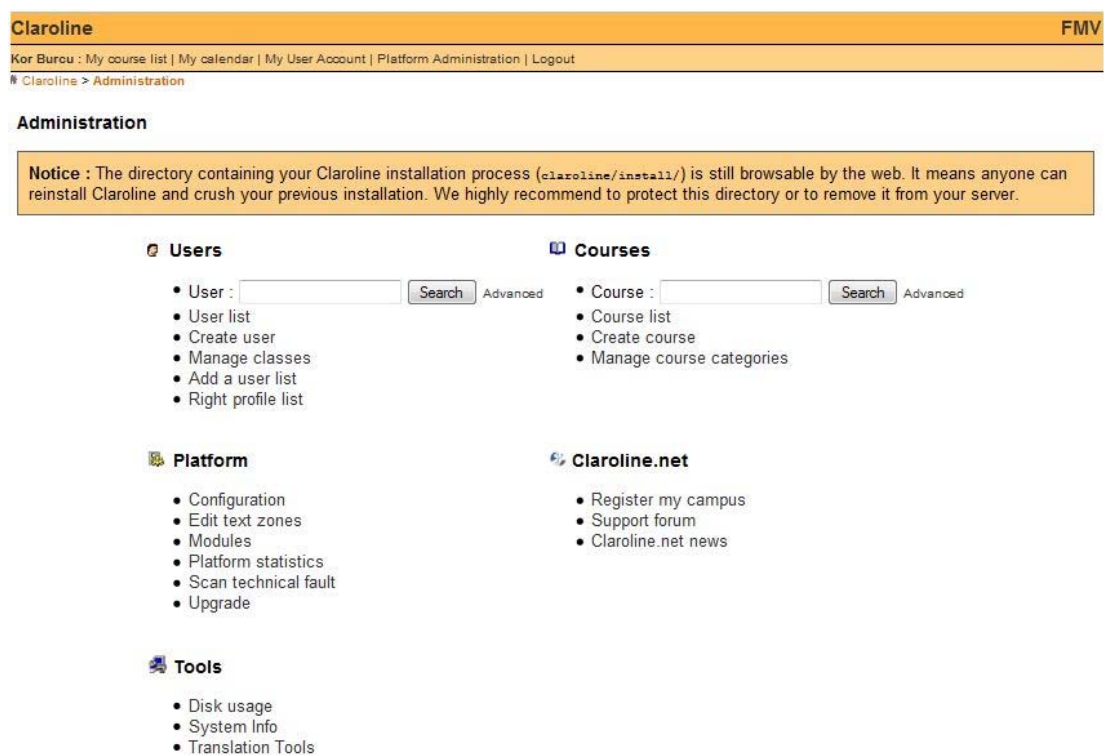 Claroline FMV
Kor Burcu : My course list | My calendar | My User Account | Platform Administration | Logout
Claroline > Administration
Administration
Notice : The directory containing your Claroline installation process (claroline/install/) is still browsable by the web. It means anyone can
reinstall Claroline and crush your previous installation. We highly recommend to protect this directory or to remove it from your server.
Users
• User : Search Advanced
• User list
• Create user
• Manage classes
• Add a user list
• Right profile list
Courses
• Course : Search Advanced
• Course list
• Create course
• Manage course categories
Platform
• Configuration
• Edit text zones
• Modules
• Platform statistics
• Scan technical fault
• Upgrade
Claroline.net
• Register my campus
• Support forum
• Claroline.net news
Tools
• Disk usage
• System Info
• Translation Tools